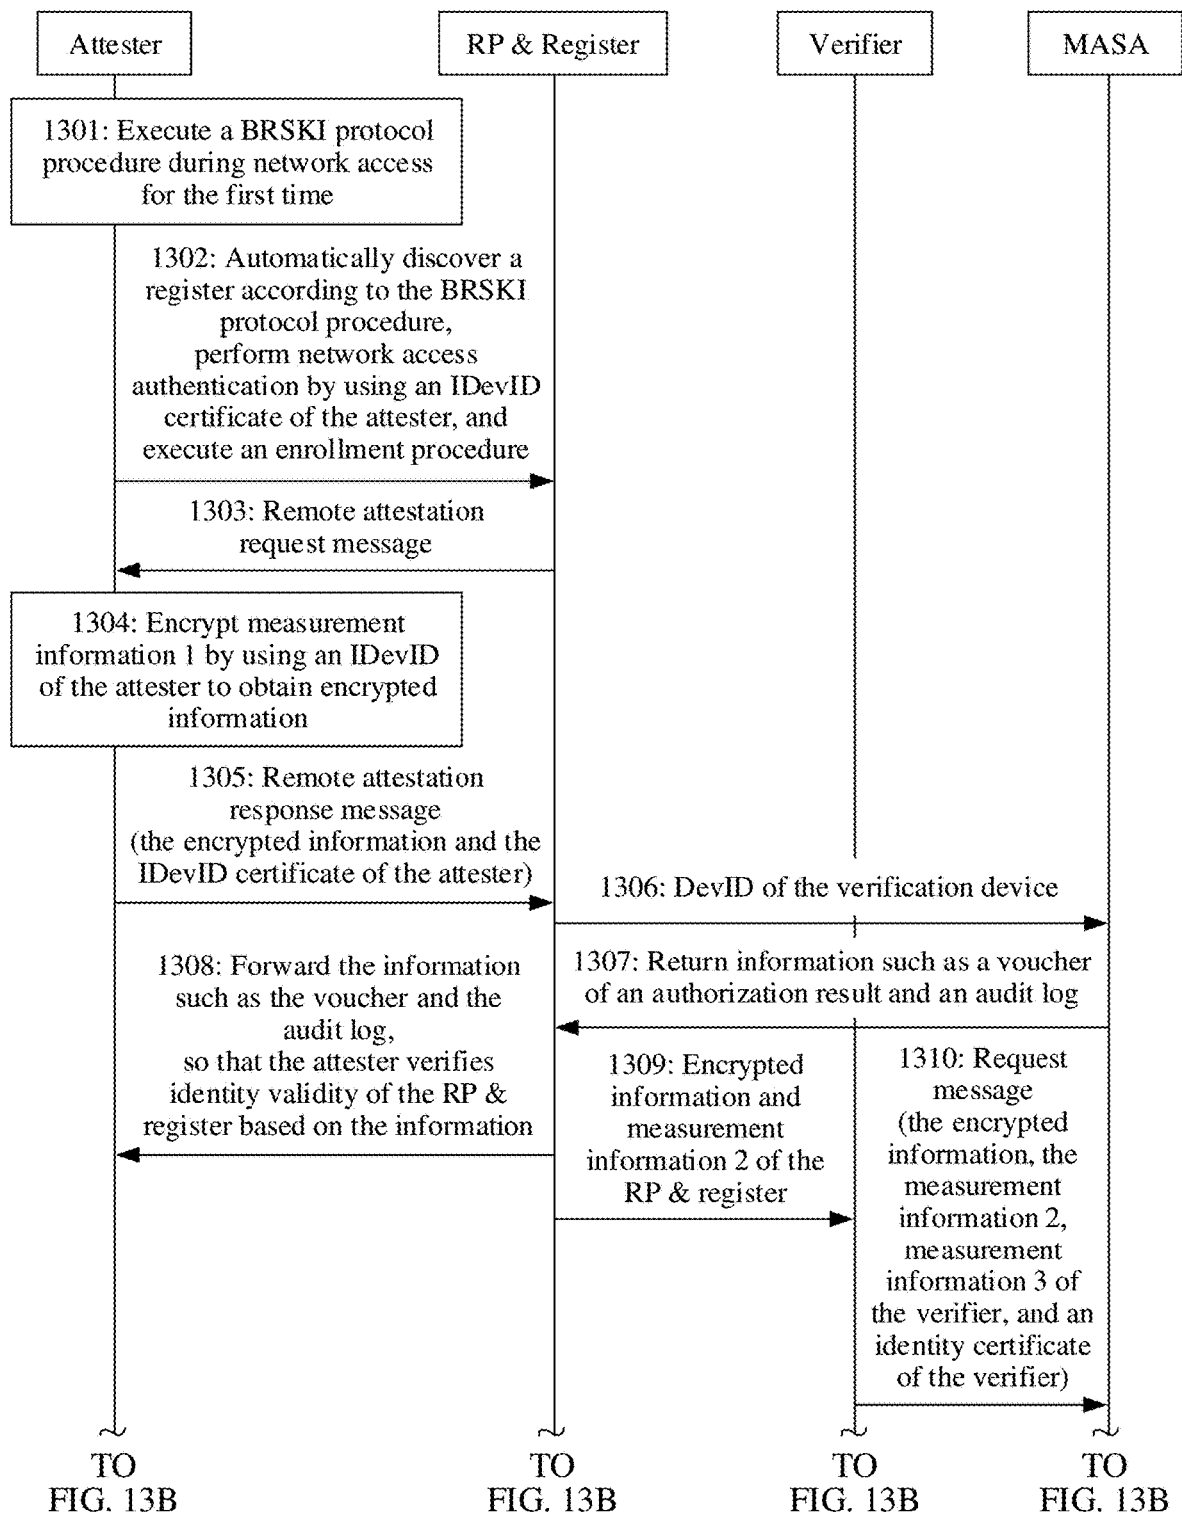 Attester
RP & Register
Verifier
MASA
1301: Execute a BRSKI protocol
procedure during network access
for the first time
1302: Automatically discover a
register according to the BRSKI
protocol procedure,
perform network access
authentication by using an IDevID
certificate of the attester, and
execute an enrollment procedure
1303: Remote attestation
request message
1304: Encrypt measurement
information 1 by using an IDevID
of the attester to obtain encrypted
information
1305: Remote attestation
response message
(the encrypted information and the
IDevID certificate of the attester)
1306: DevID of the verification device
1307: Return information such as a voucher
of an authorization result and an audit log
1308: Forward the information
such as the voucher and the
audit log,
so that the attester verifies
identity validity of the RP &
register based on the information
1309: Encrypted
information and
measurement
information 2 of the
RP & register
1310: Request
message
(the encrypted
information, the
measurement
information 2,
measurement
information 3 of
the verifier, and an
identity certificate
of the verifier)
TO
FIG. 13B
TO
FIG. 13B
TO
FIG. 13B
TO
FIG. 13B